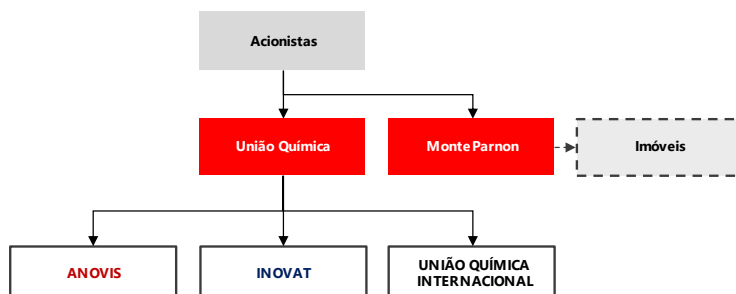 Acionistas
União Química
Monte Parnon
Imóveis
ANOVIS
INOVAT
UNIÃO QUÍMICA
INTERNACIONAL